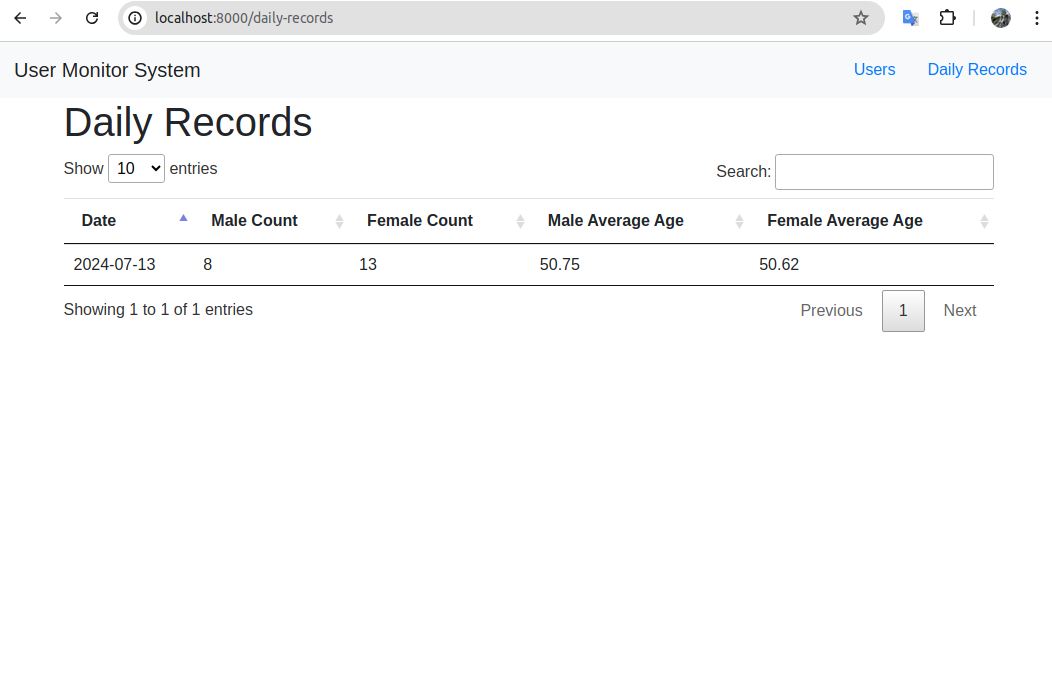 localhost:8000/daily-records
User Monitor System Users Daily Records
Daily Records
Show 10 entries Search:
Date Male Count Female Count Male Average Age Female Average Age
2024-07-13 8 13 50.75 50.62
Showing 1 to 1 of 1 entries Previous 1 Next